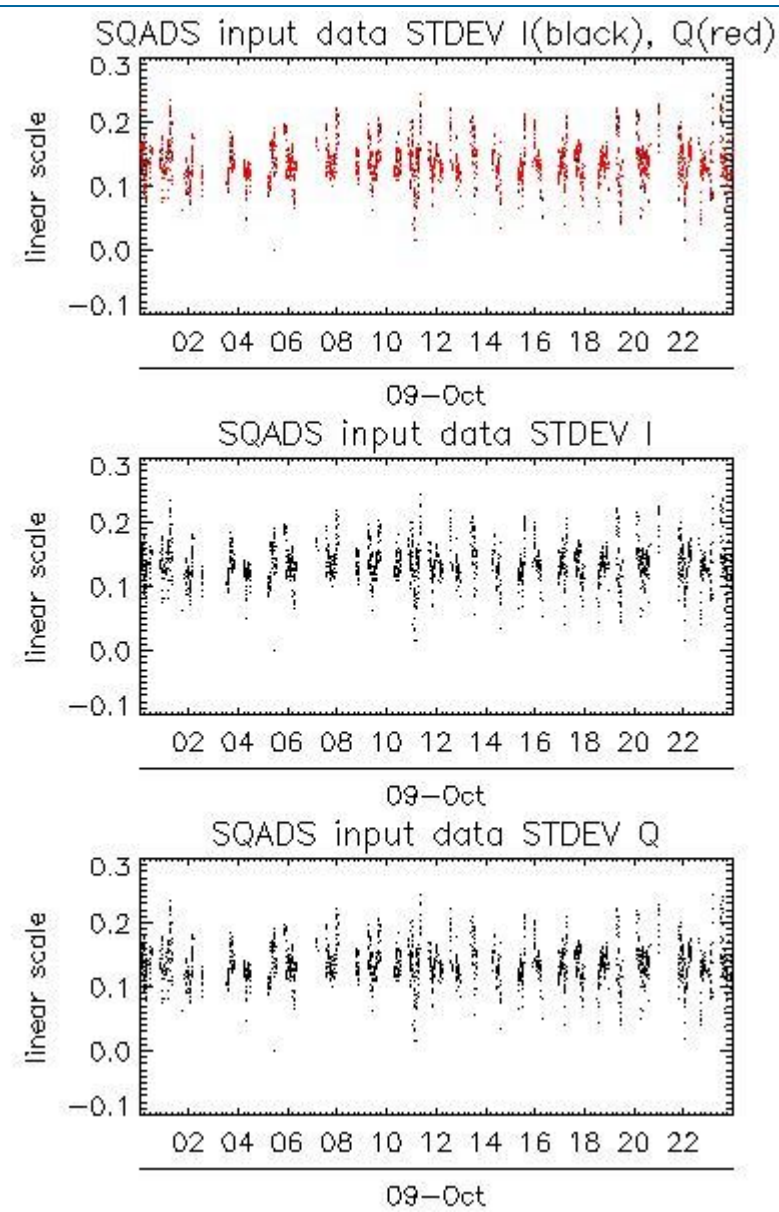 SQADS input data STDEV I(black), Q(red)
0.3
0.2
0.1
0.0
−0.1
linear scale
02 04 06 08 10 12 14 16 18 20 22
09−Oct
SQADS input data STDEV I
0.3
0.2
0.1
0.0
−0.1
linear scale
02 04 06 08 10 12 14 16 18 20 22
09−Oct
SQADS input data STDEV Q
0.3
0.2
0.1
0.0
−0.1
linear scale
02 04 06 08 10 12 14 16 18 20 22
09−Oct